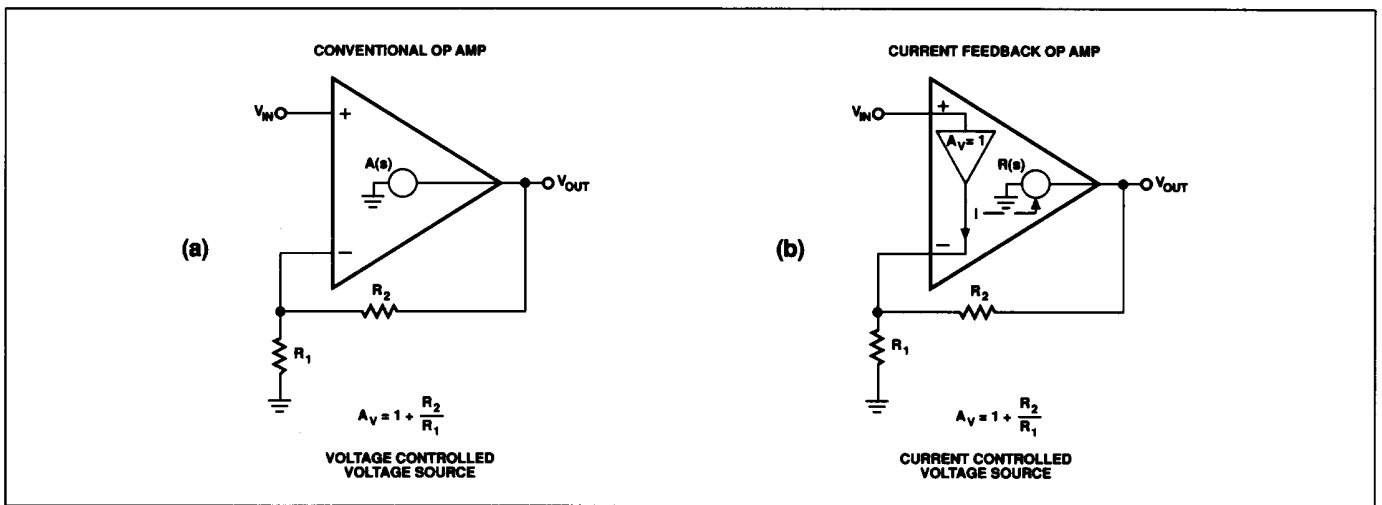 CONVENTIONAL OP AMP
V_IN
+
A(s)
V_OUT
(a)
−
R_2
R_1
A_V = 1 + R_2/R_1
VOLTAGE CONTROLLED
VOLTAGE SOURCE
CURRENT FEEDBACK OP AMP
V_IN
+
A_V = 1
R(s)
V_OUT
I
(b)
−
R_2
R_1
A_V = 1 + R_2/R_1
CURRENT CONTROLLED
VOLTAGE SOURCE